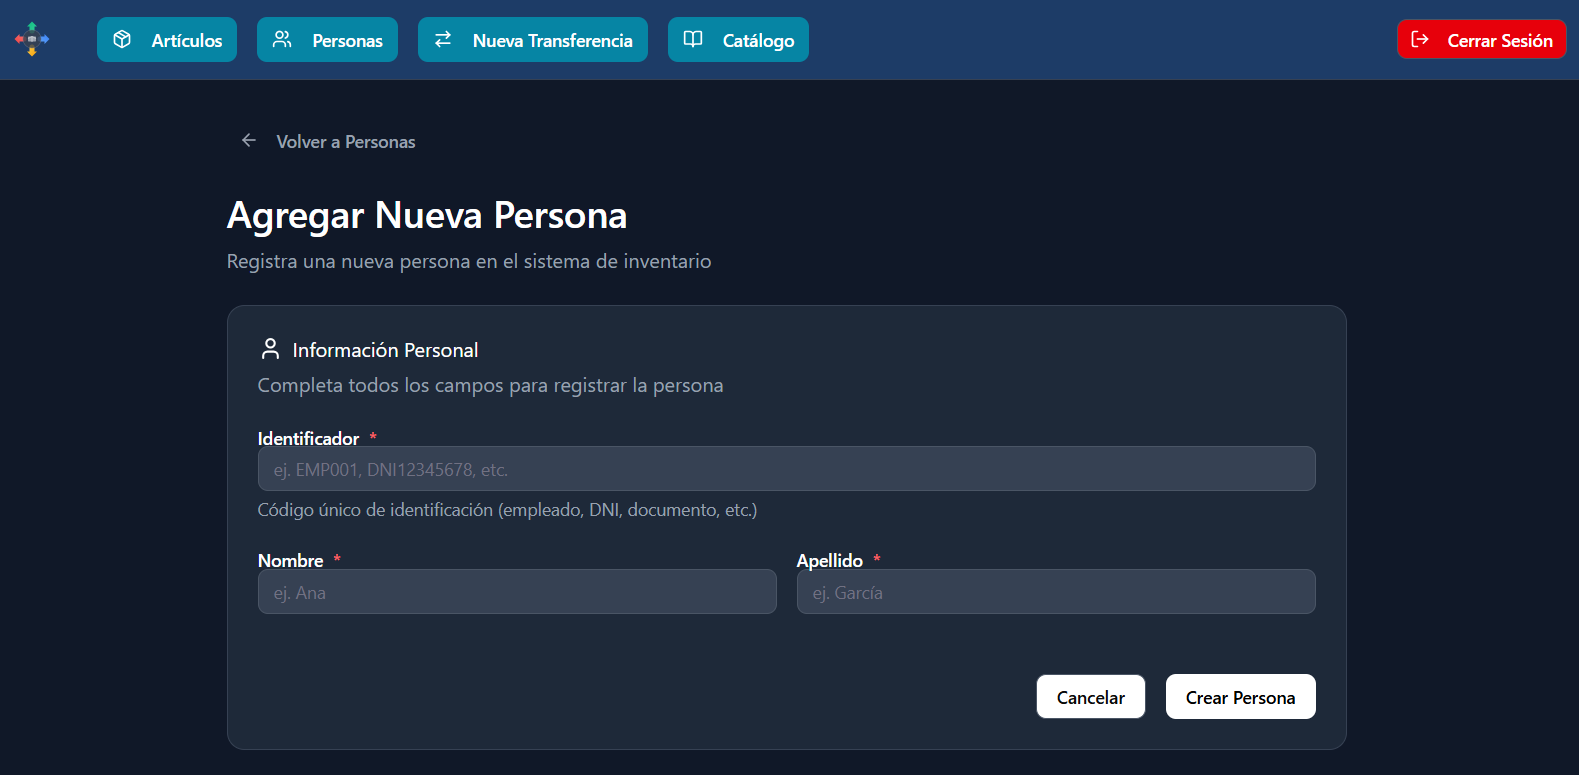 Artículos Personas Nueva Transferencia Catálogo Cerrar Sesión
Volver a Personas
Agregar Nueva Persona
Registra una nueva persona en el sistema de inventario
Información Personal
Completa todos los campos para registrar la persona
Identificador *
ej. EMP001, DNI12345678, etc.
Código único de identificación (empleado, DNI, documento, etc.)
Nombre * Apellido *
ej. Ana ej. García
Cancelar Crear Persona